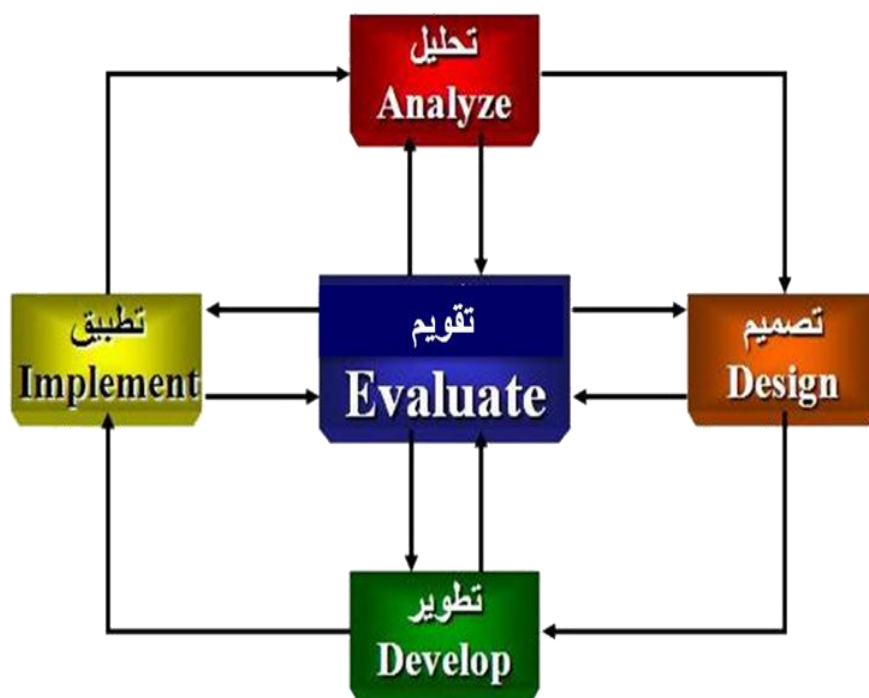 تحليل
Analyze
تطبيق
Implement
تقويم
Evaluate
تصميم
Design
تطوير
Develop